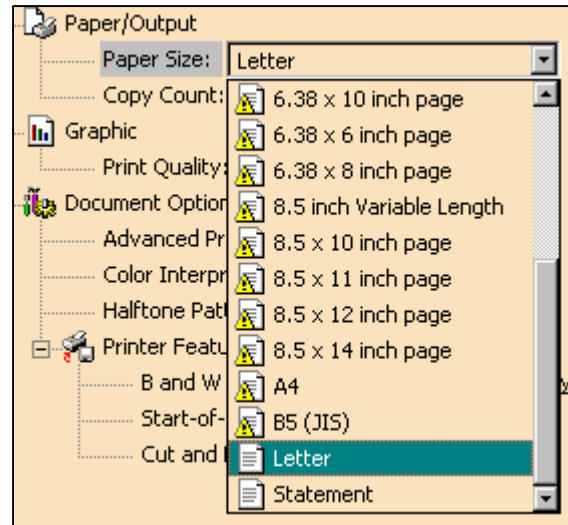 Paper/Output
Paper Size: Letter
Copy Count: 6.38 x 10 inch page
Graphic 6.38 x 6 inch page
Print Quality: 6.38 x 8 inch page
Document Option 8.5 inch Variable Length
Advanced Pr 8.5 x 10 inch page
Color Interpr 8.5 x 11 inch page
Halftone Pat 8.5 x 12 inch page
Printer Featu 8.5 x 14 inch page
B and W A4
Start-of- B5 (JIS)
Cut and Letter
Statement